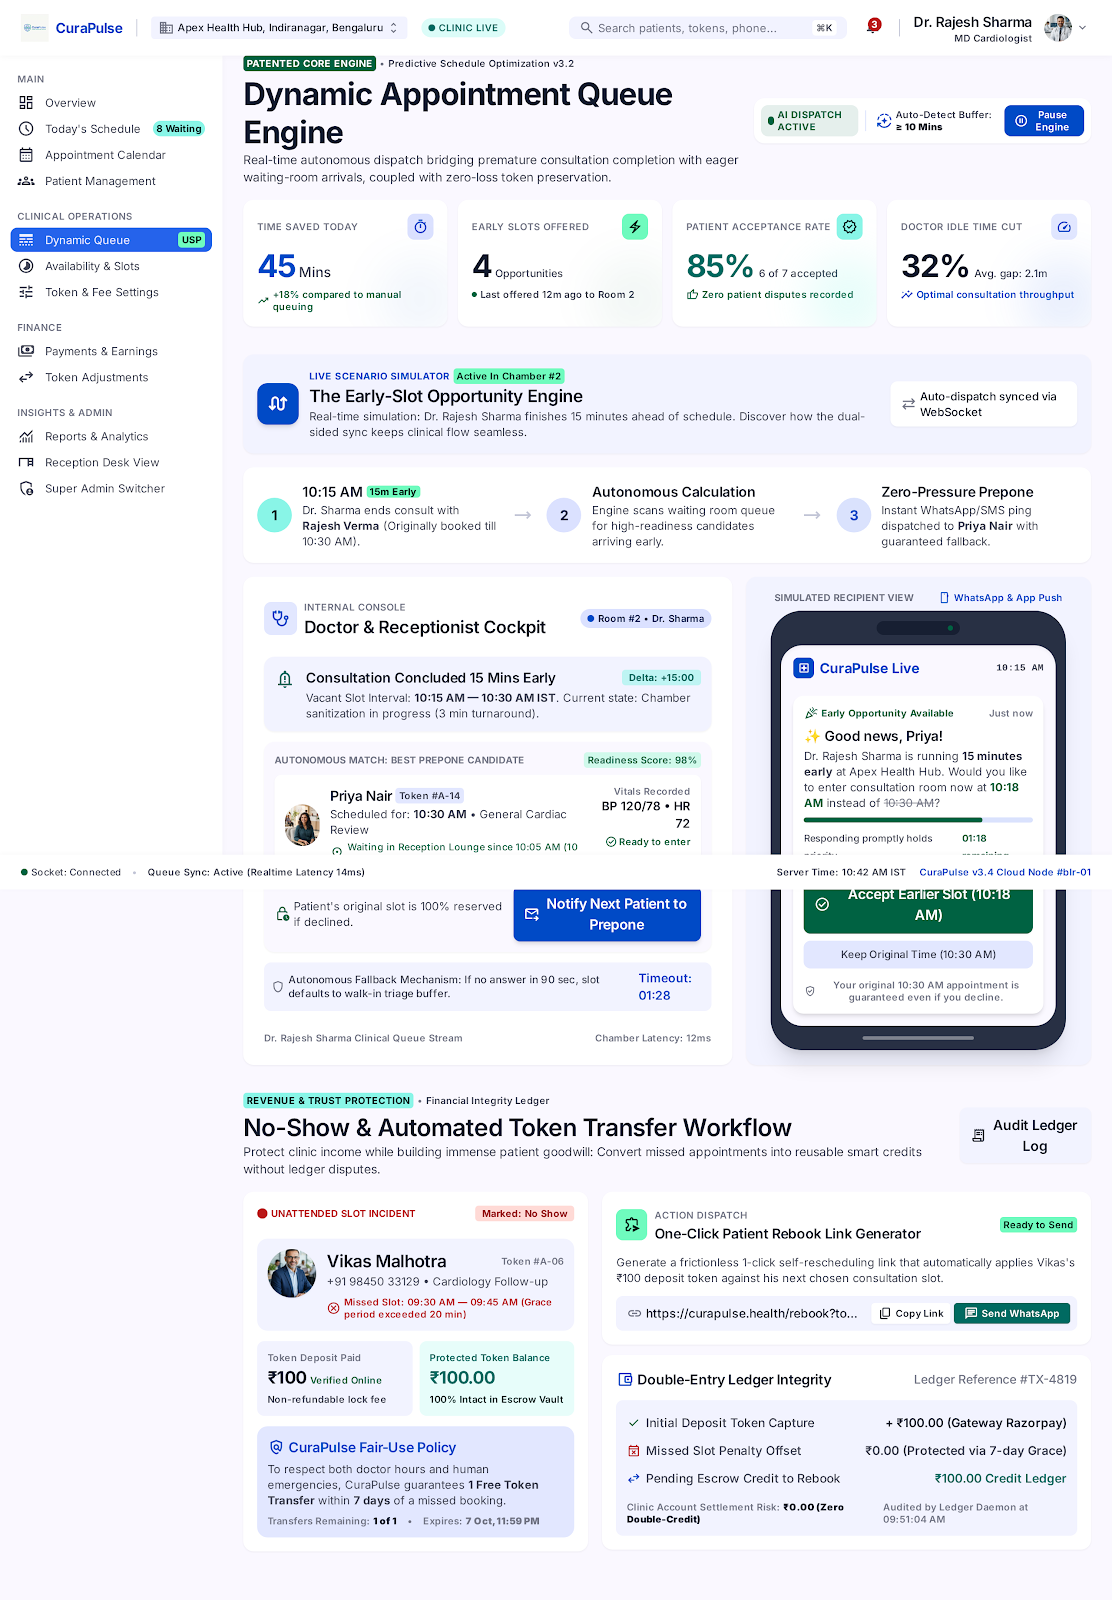 CuraPulse
Apex Health Hub, Indiranagar, Bengaluru
CLINIC LIVE
Search patients, tokens, phone...
⌘K
3
Dr. Rajesh Sharma
MD Cardiologist
MAIN
Overview
Today's Schedule
8 Waiting
Appointment Calendar
Patient Management
CLINICAL OPERATIONS
Dynamic Queue
USP
Availability & Slots
Token & Fee Settings
FINANCE
Payments & Earnings
Token Adjustments
INSIGHTS & ADMIN
Reports & Analytics
Reception Desk View
Super Admin Switcher
PATENTED CORE ENGINE • Predictive Schedule Optimization v3.2
Dynamic Appointment Queue
Engine
Real-time autonomous dispatch bridging premature consultation completion with eager
waiting-room arrivals, coupled with zero-loss token preservation.
AI DISPATCH
ACTIVE
Auto-Detect Buffer:
≥ 10 Mins
Pause
Engine
TIME SAVED TODAY
45 Mins
+18% compared to manual
queuing
EARLY SLOTS OFFERED
4 Opportunities
Last offered 12m ago to Room 2
PATIENT ACCEPTANCE RATE
85% 6 of 7 accepted
Zero patient disputes recorded
DOCTOR IDLE TIME CUT
32% Avg. gap: 2.1m
Optimal consultation throughput
LIVE SCENARIO SIMULATOR Active In Chamber #2
The Early-Slot Opportunity Engine
Real-time simulation: Dr. Rajesh Sharma finishes 15 minutes ahead of schedule. Discover how the dual-
sided sync keeps clinical flow seamless.
Auto-dispatch synced via
WebSocket
1
10:15 AM 15m Early
Dr. Sharma ends consult with
Rajesh Verma (Originally booked till
10:30 AM).
2
Autonomous Calculation
Engine scans waiting room queue
for high-readiness candidates
arriving early.
3
Zero-Pressure Prepone
Instant WhatsApp/SMS ping
dispatched to Priya Nair with
guaranteed fallback.
INTERNAL CONSOLE
Doctor & Receptionist Cockpit
Room #2 • Dr. Sharma
Consultation Concluded 15 Mins Early
Delta: +15:00
Vacant Slot Interval: 10:15 AM — 10:30 AM IST. Current state: Chamber
sanitization in progress (3 min turnaround).
AUTONOMOUS MATCH: BEST PREPONE CANDIDATE
Readiness Score: 98%
Priya Nair Token #A-14
Scheduled for: 10:30 AM • General Cardiac
Review
Waiting in Reception Lounge since 10:05 AM (10
Vitals Recorded
BP 120/78 • HR
72
Ready to enter
Patient's original slot is 100% reserved
if declined.
Notify Next Patient to
Prepone
Autonomous Fallback Mechanism: If no answer in 90 sec, slot
defaults to walk-in triage buffer.
Timeout:
01:28
Dr. Rajesh Sharma Clinical Queue Stream
Chamber Latency: 12ms
SIMULATED RECIPIENT VIEW
WhatsApp & App Push
CuraPulse Live
10:15 AM
Early Opportunity Available
Just now
✨ Good news, Priya!
Dr. Rajesh Sharma is running 15 minutes
early at Apex Health Hub. Would you like
to enter consultation room now at 10:18
AM instead of 10:30 AM?
Responding promptly holds
01:18
Accept Earlier Slot (10:18
AM)
Keep Original Time (10:30 AM)
Your original 10:30 AM appointment is
guaranteed even if you decline.
Socket: Connected • Queue Sync: Active (Realtime Latency 14ms)
Server Time: 10:42 AM IST
CuraPulse v3.4 Cloud Node #blr-01
REVENUE & TRUST PROTECTION • Financial Integrity Ledger
No-Show & Automated Token Transfer Workflow
Protect clinic income while building immense patient goodwill: Convert missed appointments into reusable smart credits
without ledger disputes.
Audit Ledger
Log
UNATTENDED SLOT INCIDENT
Marked: No Show
Vikas Malhotra
Token #A-06
+91 98450 33129 • Cardiology Follow-up
Missed Slot: 09:30 AM — 09:45 AM (Grace
period exceeded 20 min)
Token Deposit Paid
₹100 Verified Online
Non-refundable lock fee
Protected Token Balance
₹100.00
100% Intact in Escrow Vault
CuraPulse Fair-Use Policy
To respect both doctor hours and human
emergencies, CuraPulse guarantees 1 Free Token
Transfer within 7 days of a missed booking.
Transfers Remaining: 1 of 1 • Expires: 7 Oct, 11:59 PM
ACTION DISPATCH
One-Click Patient Rebook Link Generator
Ready to Send
Generate a frictionless 1-click self-rescheduling link that automatically applies Vikas's
₹100 deposit token against his next chosen consultation slot.
https://curapulse.health/rebook?to...
Copy Link
Send WhatsApp
Double-Entry Ledger Integrity
Ledger Reference #TX-4819
Initial Deposit Token Capture
+ ₹100.00 (Gateway Razorpay)
Missed Slot Penalty Offset
₹0.00 (Protected via 7-day Grace)
Pending Escrow Credit to Rebook
₹100.00 Credit Ledger
Clinic Account Settlement Risk: ₹0.00 (Zero
Double-Credit)
Audited by Ledger Daemon at
09:51:04 AM